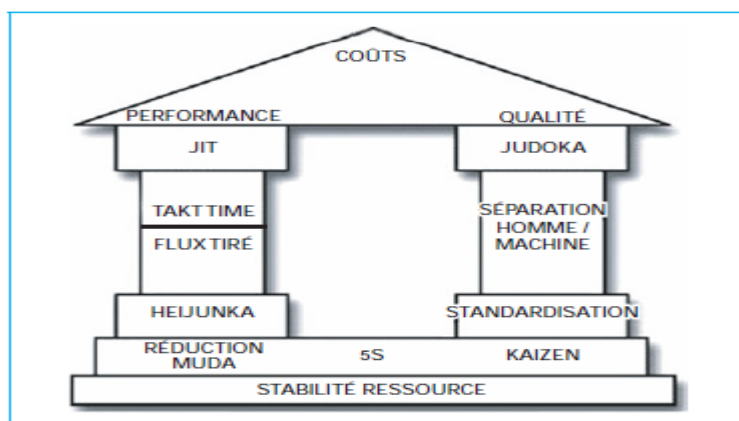 COÛTS
PERFORMANCE
QUALITÉ
JIT
JUDOKA
TAKT TIME
FLUX TIRÉ
SÉPARATION
HOMME /
MACHINE
HEIJUNKA
STANDARDISATION
RÉDUCTION
MUDA
5S
KAIZEN
STABILITÉ RESSOURCE